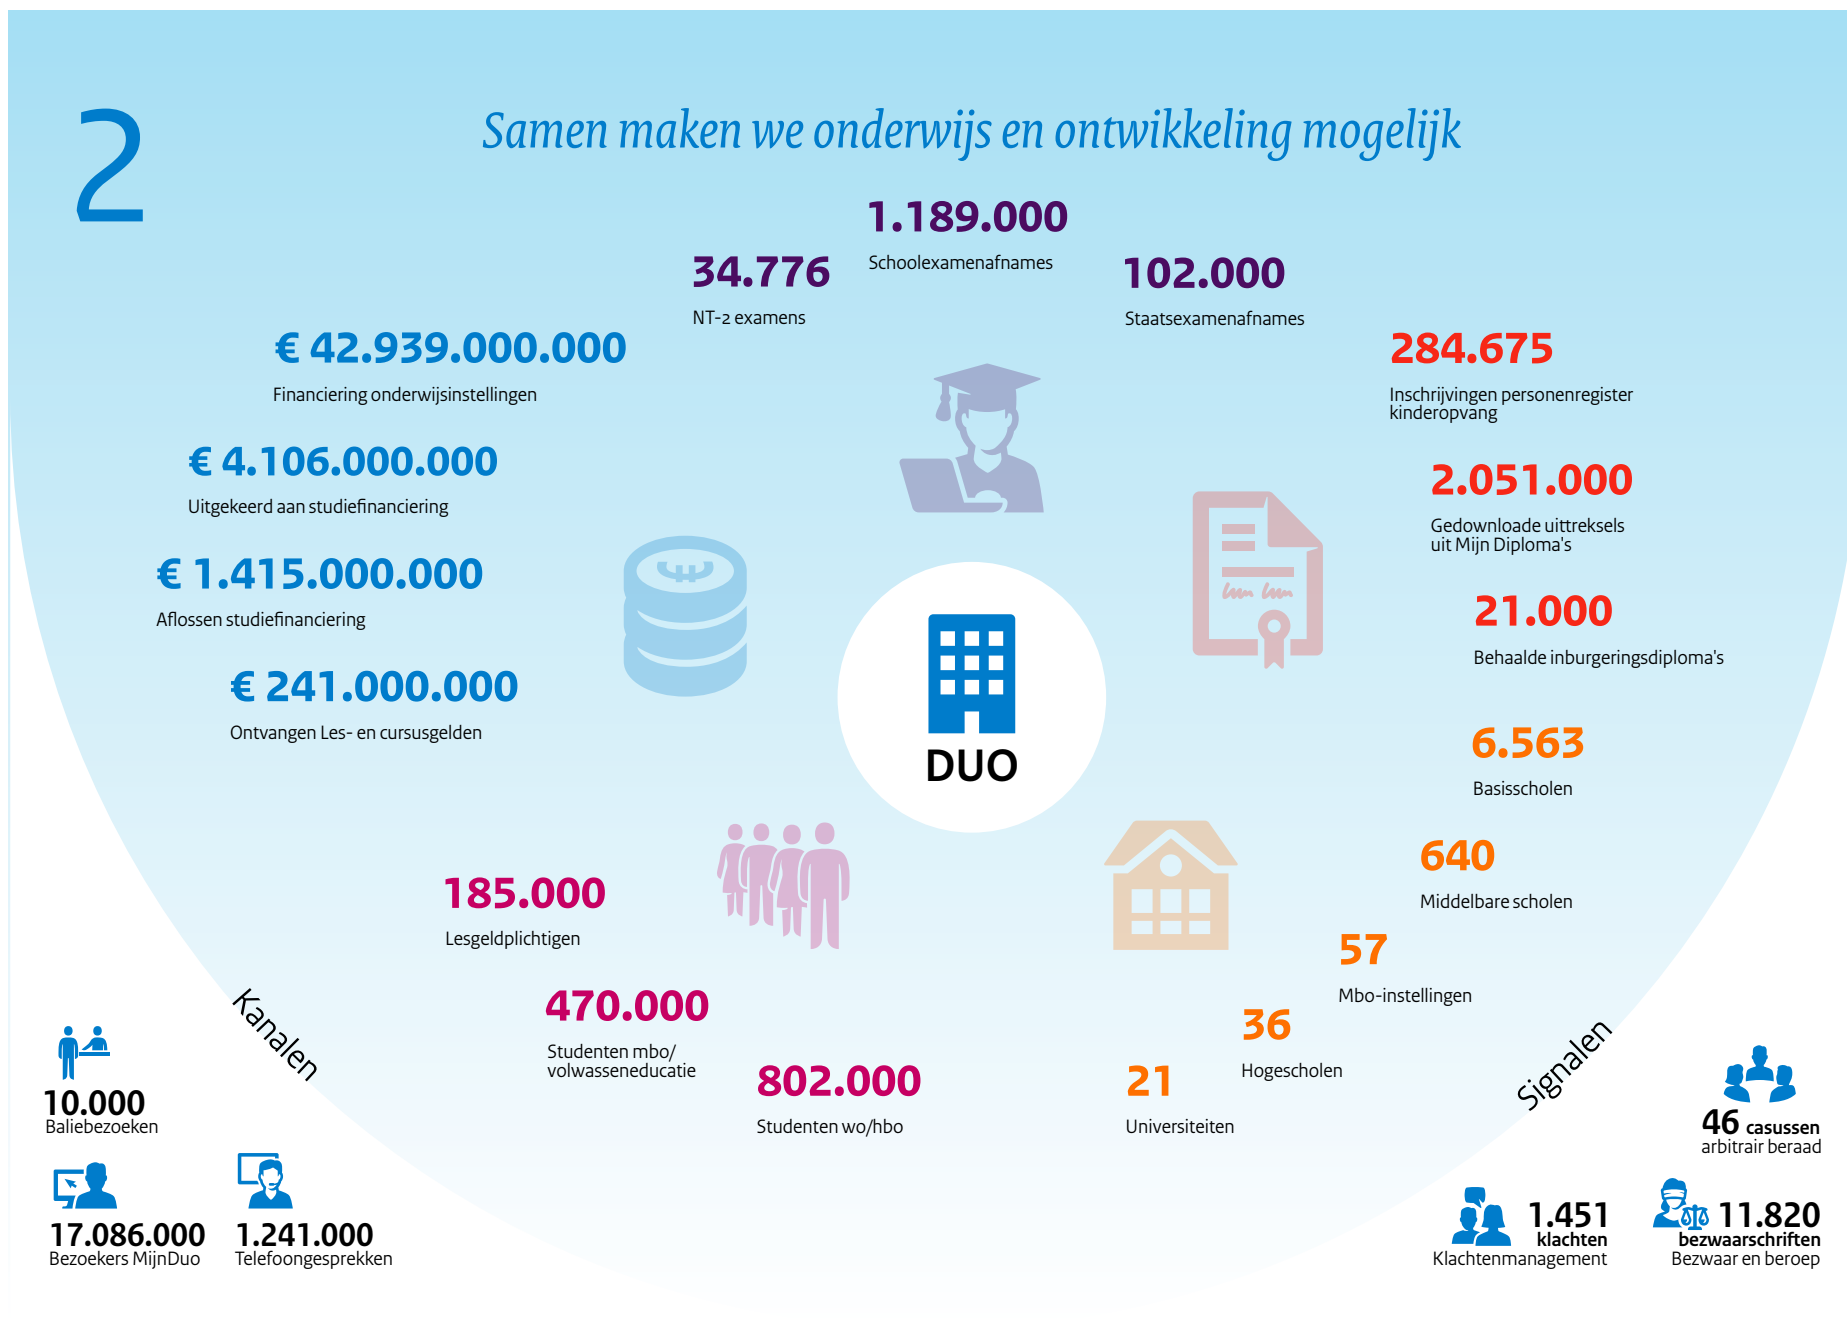 2
Samen maken we onderwijs en ontwikkeling mogelijk
1.189.000
Schoolexamenafnames
34.776
NT-2 examens
102.000
Staatsexamenafnames
€ 42.939.000.000
Financiering onderwijsinstellingen
€ 4.106.000.000
Uitgekeerd aan studiefinanciering
€ 1.415.000.000
Aflossen studiefinanciering
€ 241.000.000
Ontvangen Les- en cursusgelden
284.675
Inschrijvingen personenregister
kinderopvang
2.051.000
Gedownloade uittreksels
uit Mijn Diploma's
21.000
Behaalde inburgeringsdiploma's
DUO
6.563
Basisscholen
640
Middelbare scholen
57
Mbo-instellingen
36
Hogescholen
21
Universiteiten
185.000
Lesgeldplichtigen
470.000
Studenten mbo/
volwasseneducatie
802.000
Studenten wo/hbo
Kanalen
10.000
Baliebezoeken
17.086.000
Bezoekers MijnDuo
1.241.000
Telefoongesprekken
Signalen
46 casussen
arbitrair beraad
1.451
klachten
Klachtenmanagement
11.820
bezwaarschriften
Bezwaar en beroep